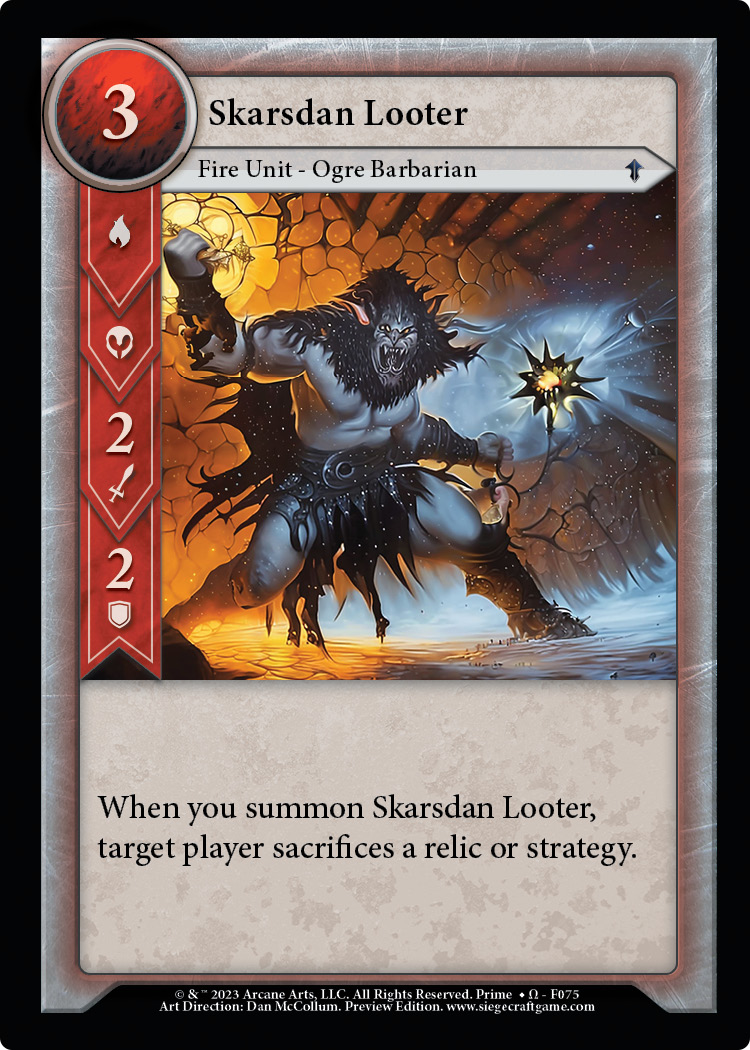 3
Skarsdan Looter
Fire Unit - Ogre Barbarian
2
2
When you summon Skarsdan Looter,
target player sacrifices a relic or strategy.
© & ™ 2023 Arcane Arts, LLC. All Rights Reserved. Prime ⬩ Ω - F075
Art Direction: Dan McCollum. Preview Edition. www.siegecraftgame.com